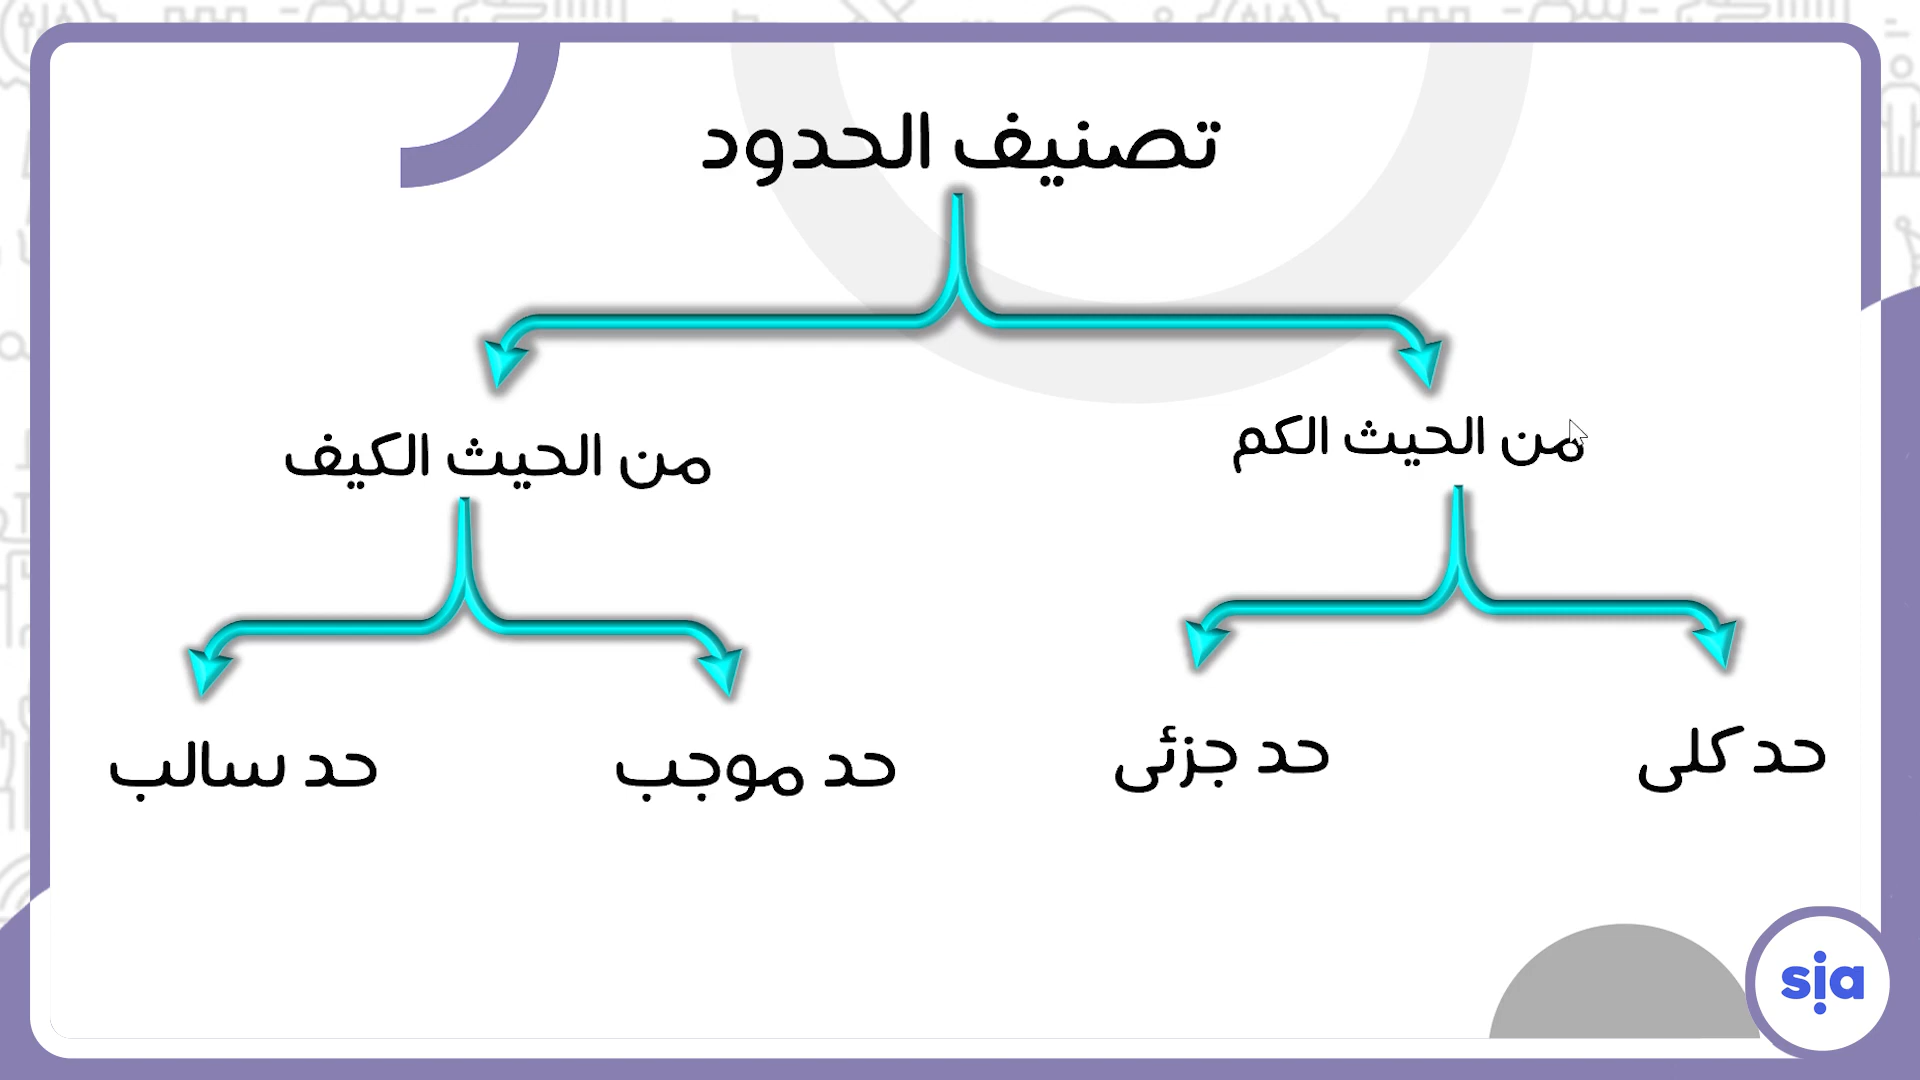 تصنيف الحدود
من الحيث الكم
من الحيث الكيف
حد كلى
حد جزئى
حد موجب
حد سالب
sia